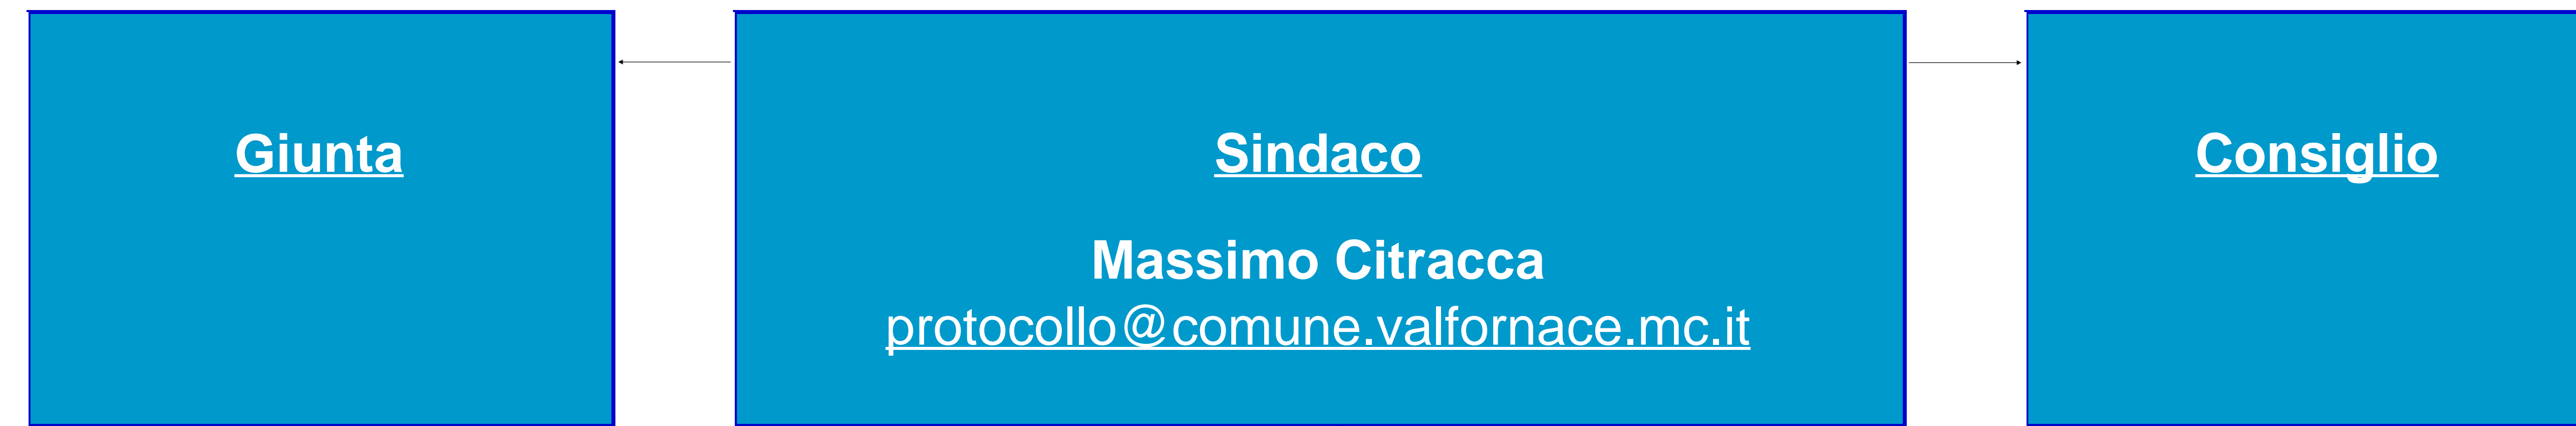 Giunta
Sindaco
Massimo Citracca
protocollo@comune.valfornace.mc.it
Consiglio